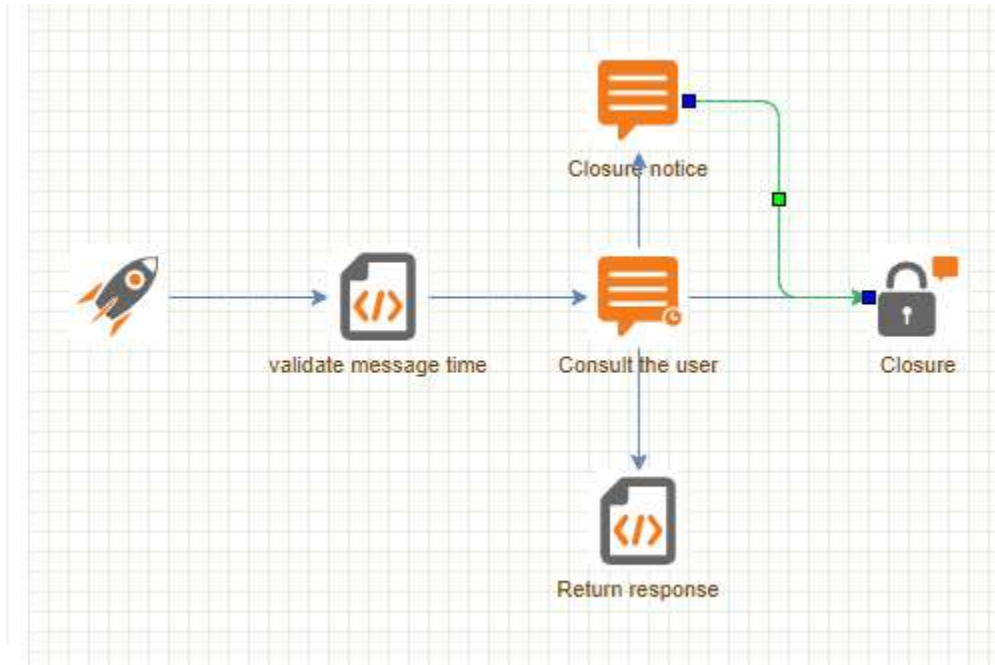 Closure notice
validate message time
Consult the user
Closure
Return response